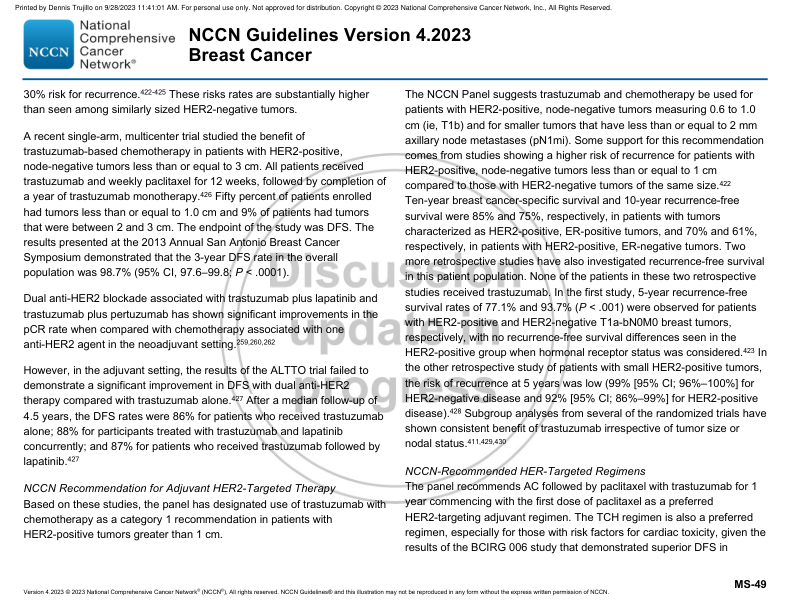 Printed by Dennis Trujillo on 9/28/2023 11:41:01 AM. For personal use only. Not approved for distribution. Copyright © 2023 National Comprehensive Cancer Network, Inc., All Rights Reserved.
NCCN
National
Comprehensive
Cancer
Network®
NCCN Guidelines Version 4.2023
Breast Cancer
30% risk for recurrence.422-425 These risks rates are substantially higher
than seen among similarly sized HER2-negative tumors.
A recent single-arm, multicenter trial studied the benefit of
trastuzumab-based chemotherapy in patients with HER2-positive,
node-negative tumors less than or equal to 3 cm. All patients received
trastuzumab and weekly paclitaxel for 12 weeks, followed by completion of
a year of trastuzumab monotherapy.426 Fifty percent of patients enrolled
had tumors less than or equal to 1.0 cm and 9% of patients had tumors
that were between 2 and 3 cm. The endpoint of the study was DFS. The
results presented at the 2013 Annual San Antonio Breast Cancer
Symposium demonstrated that the 3-year DFS rate in the overall
population was 98.7% (95% CI, 97.6–99.8; P < .0001).
Dual anti-HER2 blockade associated with trastuzumab plus lapatinib and
trastuzumab plus pertuzumab has shown significant improvements in the
pCR rate when compared with chemotherapy associated with one
anti-HER2 agent in the neoadjuvant setting.259,260,262
However, in the adjuvant setting, the results of the ALTTO trial failed to
demonstrate a significant improvement in DFS with dual anti-HER2
therapy compared with trastuzumab alone.427 After a median follow-up of
4.5 years, the DFS rates were 86% for patients who received trastuzumab
alone; 88% for participants treated with trastuzumab and lapatinib
concurrently; and 87% for patients who received trastuzumab followed by
lapatinib.427
NCCN Recommendation for Adjuvant HER2-Targeted Therapy
Based on these studies, the panel has designated use of trastuzumab with
chemotherapy as a category 1 recommendation in patients with
HER2-positive tumors greater than 1 cm.
The NCCN Panel suggests trastuzumab and chemotherapy be used for
patients with HER2-positive, node-negative tumors measuring 0.6 to 1.0
cm (ie, T1b) and for smaller tumors that have less than or equal to 2 mm
axillary node metastases (pN1mi). Some support for this recommendation
comes from studies showing a higher risk of recurrence for patients with
HER2-positive, node-negative tumors less than or equal to 1 cm
compared to those with HER2-negative tumors of the same size.422
Ten-year breast cancer-specific survival and 10-year recurrence-free
survival were 85% and 75%, respectively, in patients with tumors
characterized as HER2-positive, ER-positive tumors, and 70% and 61%,
respectively, in patients with HER2-positive, ER-negative tumors. Two
more retrospective studies have also investigated recurrence-free survival
in this patient population. None of the patients in these two retrospective
studies received trastuzumab. In the first study, 5-year recurrence-free
survival rates of 77.1% and 93.7% (P < .001) were observed for patients
with HER2-positive and HER2-negative T1a-bN0M0 breast tumors,
respectively, with no recurrence-free survival differences seen in the
HER2-positive group when hormonal receptor status was considered.423 In
the other retrospective study of patients with small HER2-positive tumors,
the risk of recurrence at 5 years was low (99% [95% CI; 96%–100%] for
HER2-negative disease and 92% [95% CI; 86%–99%] for HER2-positive
disease).428 Subgroup analyses from several of the randomized trials have
shown consistent benefit of trastuzumab irrespective of tumor size or
nodal status.411,429,430
NCCN-Recommended HER-Targeted Regimens
The panel recommends AC followed by paclitaxel with trastuzumab for 1
year commencing with the first dose of paclitaxel as a preferred
HER2-targeting adjuvant regimen. The TCH regimen is also a preferred
regimen, especially for those with risk factors for cardiac toxicity, given the
results of the BCIRG 006 study that demonstrated superior DFS in
Discussion
update in
progress
MS-49
Version 4.2023 © 2023 National Comprehensive Cancer Network® (NCCN®), All rights reserved. NCCN Guidelines® and this illustration may not be reproduced in any form without the express written permission of NCCN.